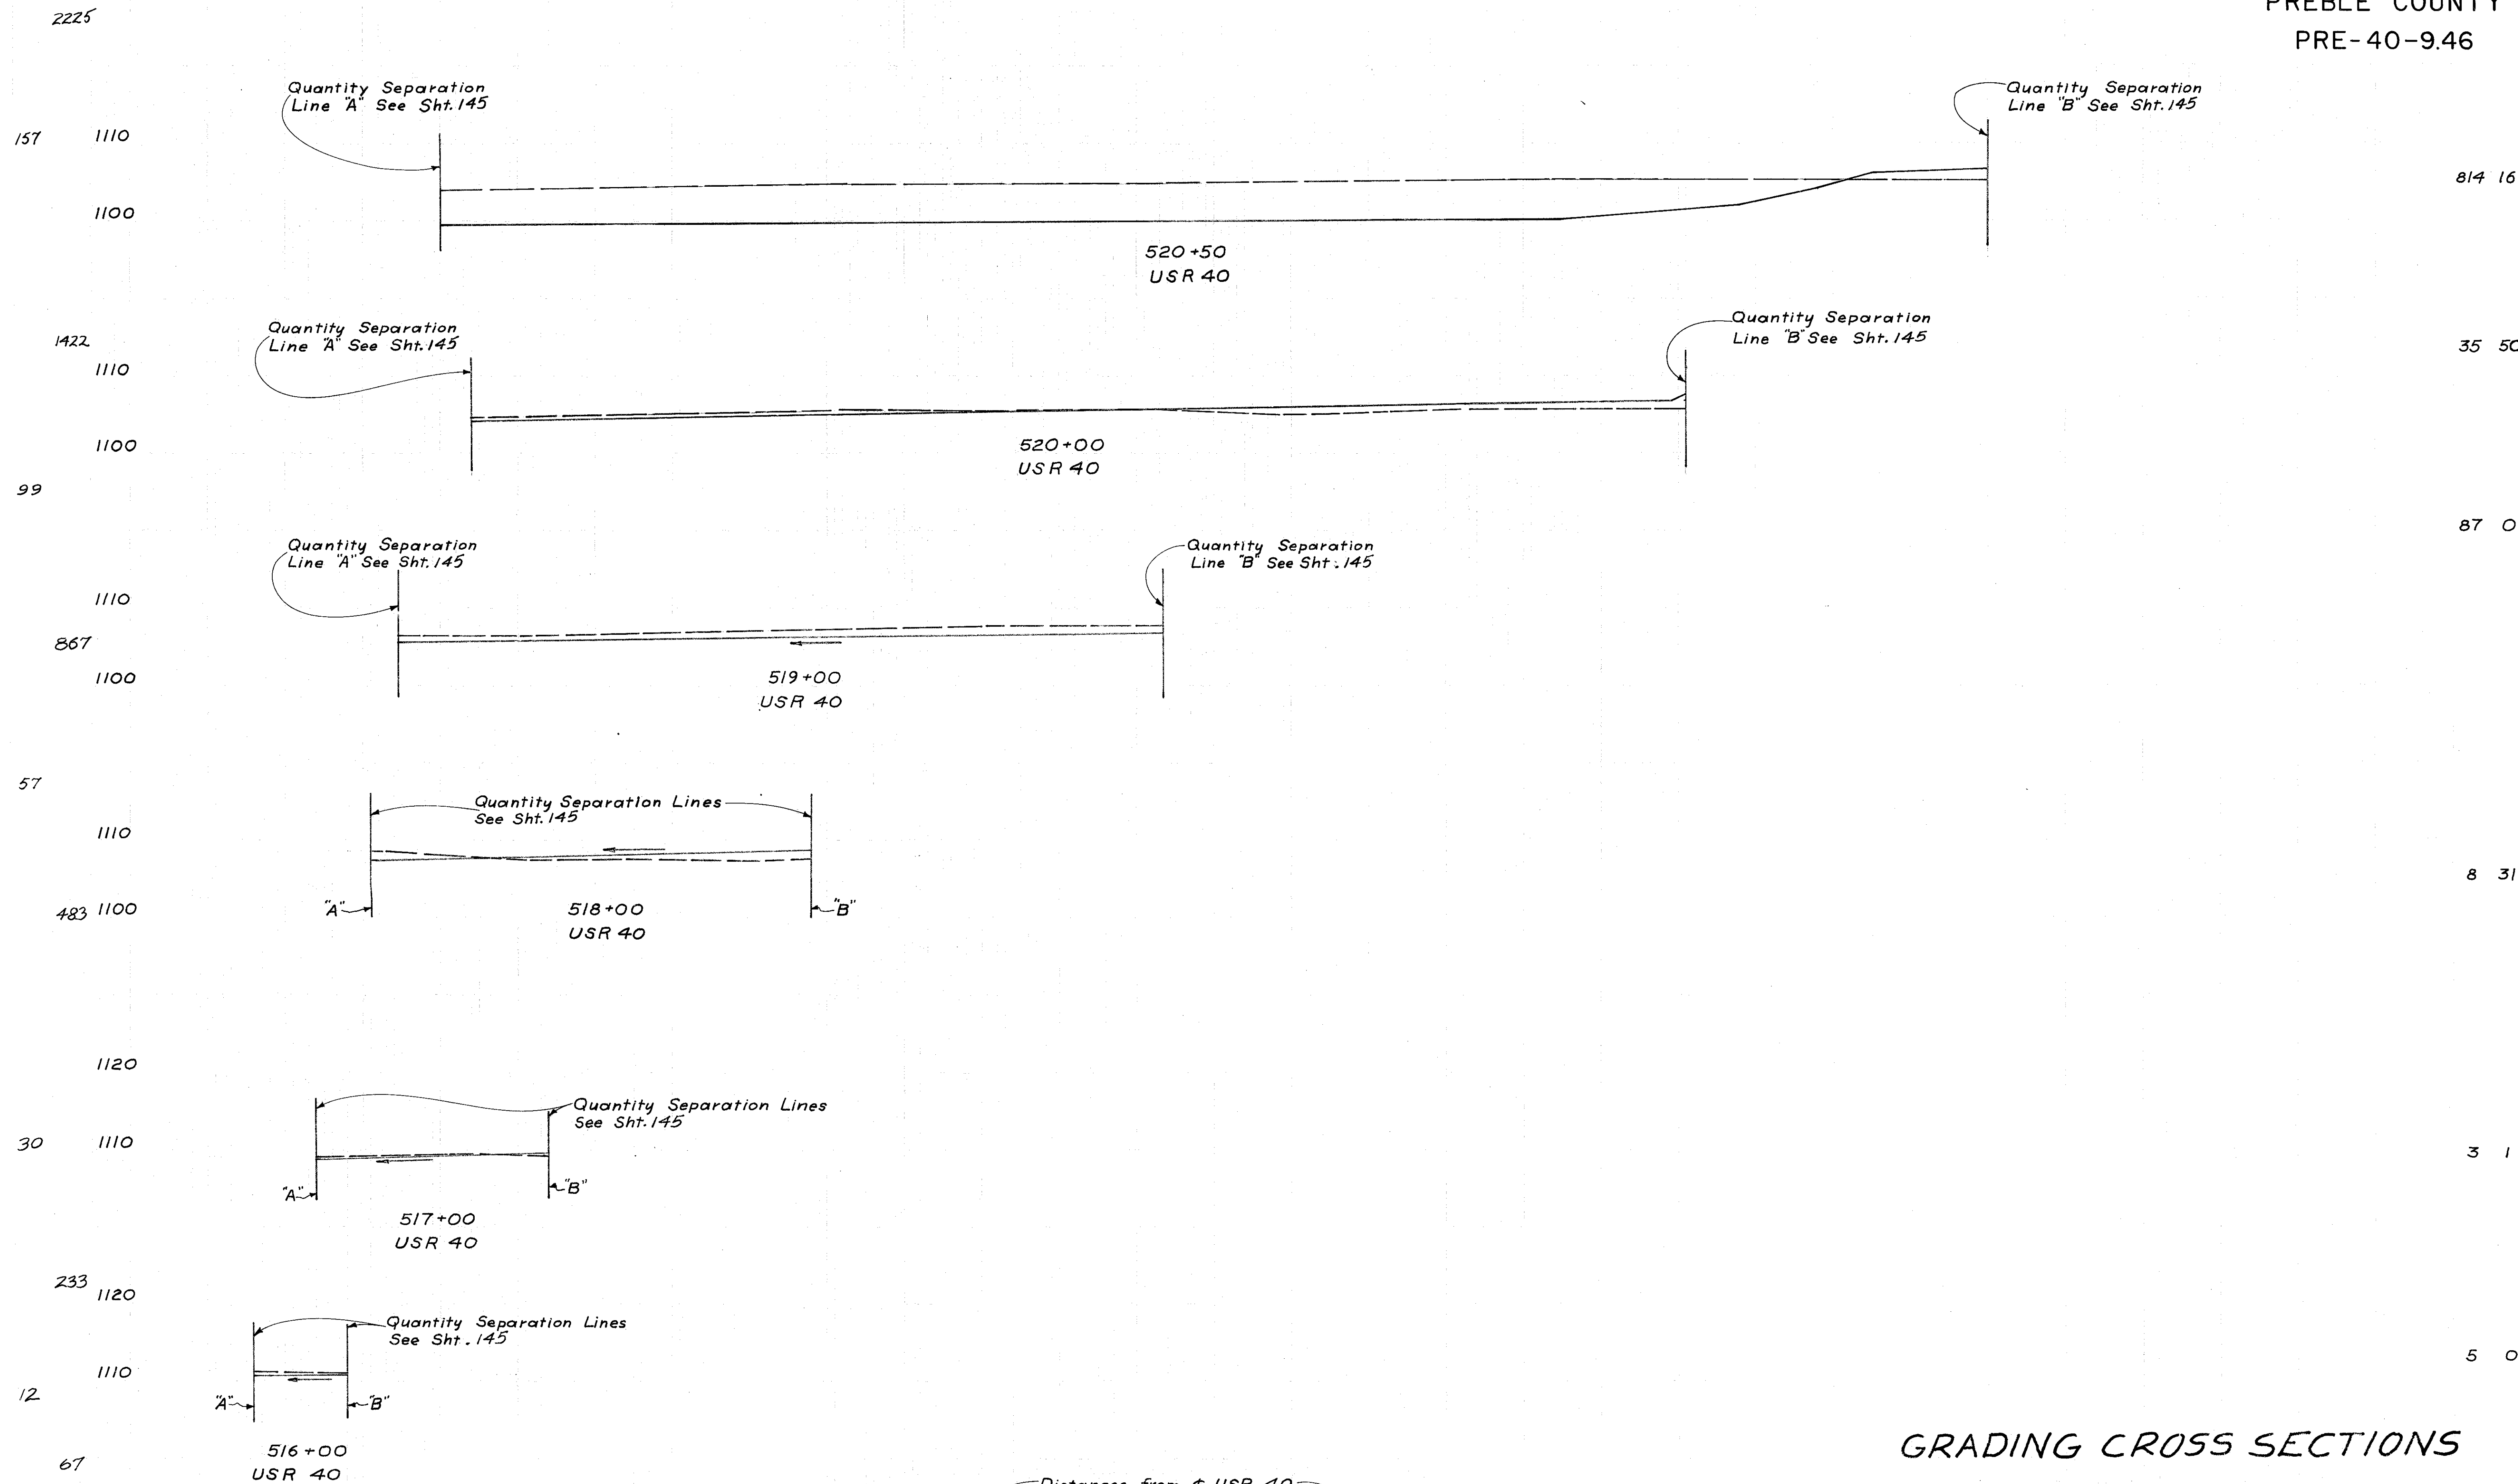 2225
PREBLE COUNTY
PRE-40-9.46
Quantity Separation
Line "A" See Sht. 145
Quantity Separation
Line "B" See Sht. 145
157 1110
814 16
1100
520+50
USR 40
Quantity Separation
Line "A" See Sht. 145
Quantity Separation
Line "B" See Sht. 145
1422
35 50
1110
1100
520+00
USR 40
99
87 0
Quantity Separation
Line "A" See Sht. 145
Quantity Separation
Line "B" See Sht. 145
1110
867
1100
519+00
USR 40
57
Quantity Separation Lines
See Sht. 145
1110
8 31
483 1100
"A"
"B"
518+00
USR 40
1120
Quantity Separation Lines
See Sht. 145
30 1110
3 1
"A"
"B"
517+00
USR 40
233
1120
Quantity Separation Lines
See Sht. 145
1110
5 0
12
"A"
"B"
GRADING CROSS SECTIONS
516+00
USR 40
67
Distances from ℄ USR 40